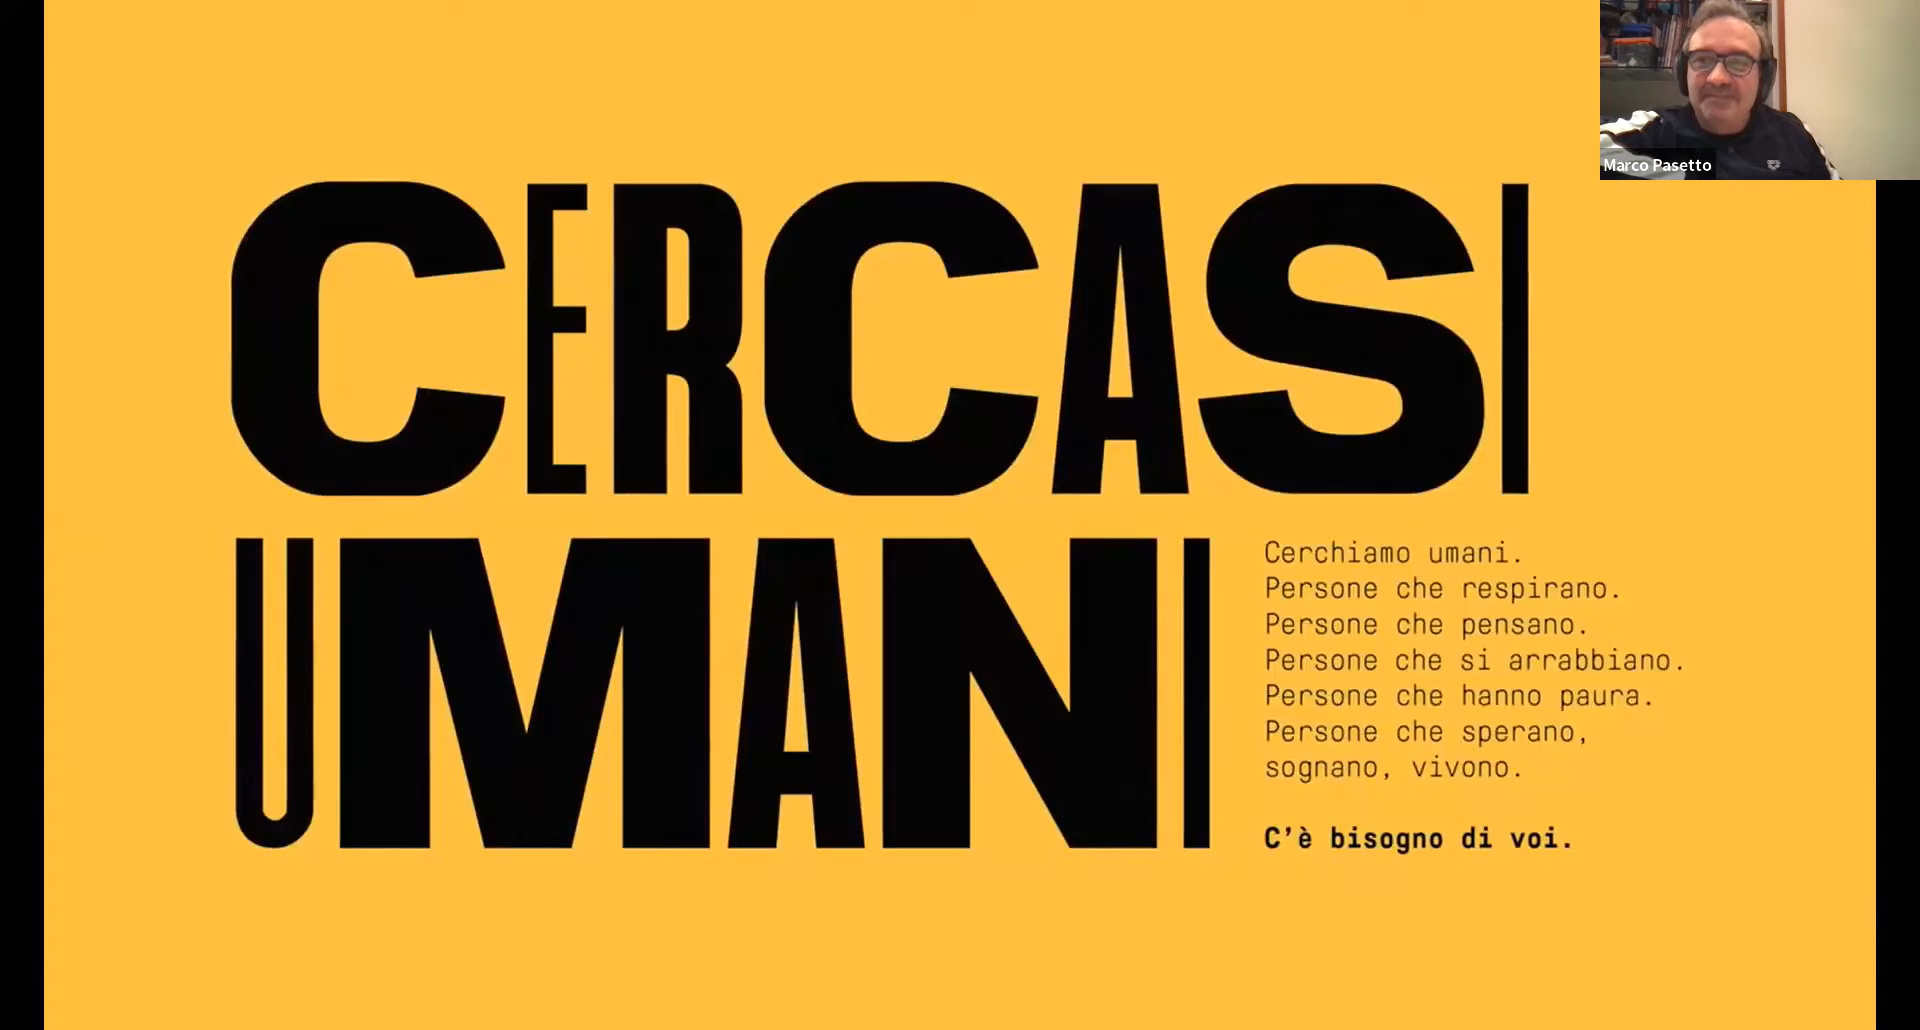 CERCASI
UMANI
Cerchiamo umani.
Persone che respirano.
Persone che pensano.
Persone che si arrabbiano.
Persone che hanno paura.
Persone che sperano,
sognano, vivono.
C’è bisogno di voi.
Marco Pasetto